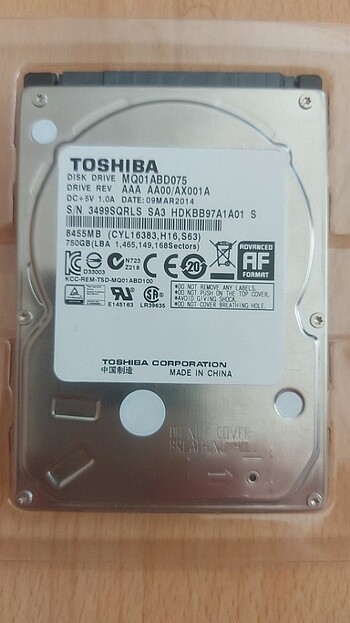 TOSHIBA
DISK DRIVE MQ01ABD075
DRIVE REV. AAA AA00/AX001A
DC+5V 1.0A DATE:09MAR2014
S/N 3499SQRLS SA3 HDKBB97A1A01 S
8455MB (CYL16383,H16,S63)
750GB(LBA 1,465,149,168Sectors)
ADVANCED
AF
FORMAT
D33003
N723
Z218
20
KCC-REM-TSD-MQ01ABD100
E145163
LR39635
•DO NOT REMOVE ANY LABELS.
•DO NOT PUSH ON THE TOP COVER.
•AVOID GIVING SHOCK.
•DO NOT COVER BREATHING HOLE.
TOSHIBA CORPORATION
中国制造 MADE IN CHINA
DO NOT COVER
BREATHING HO